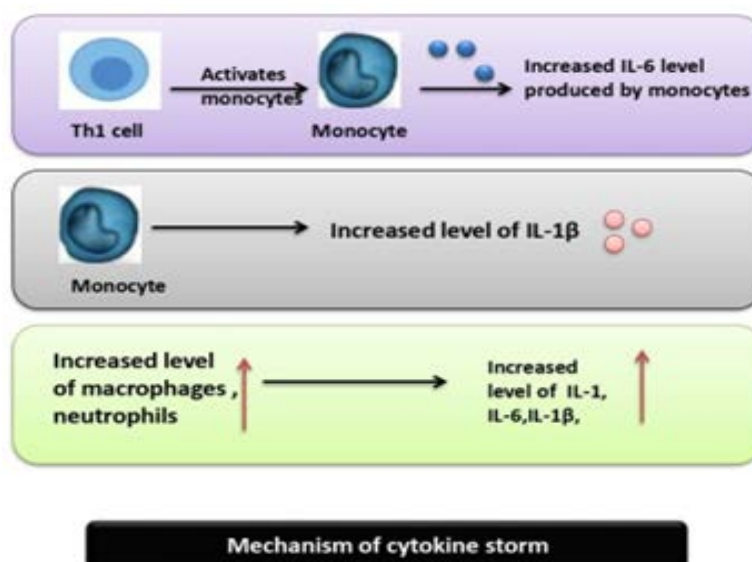 Th1 cell
Activates
monocytes
Monocyte
Increased IL-6 level
produced by monocytes
Monocyte
Increased level of IL-1β
Increased level
of macrophages ,
neutrophils
Increased
level of IL-1,
IL-6,IL-1β,
Mechanism of cytokine storm